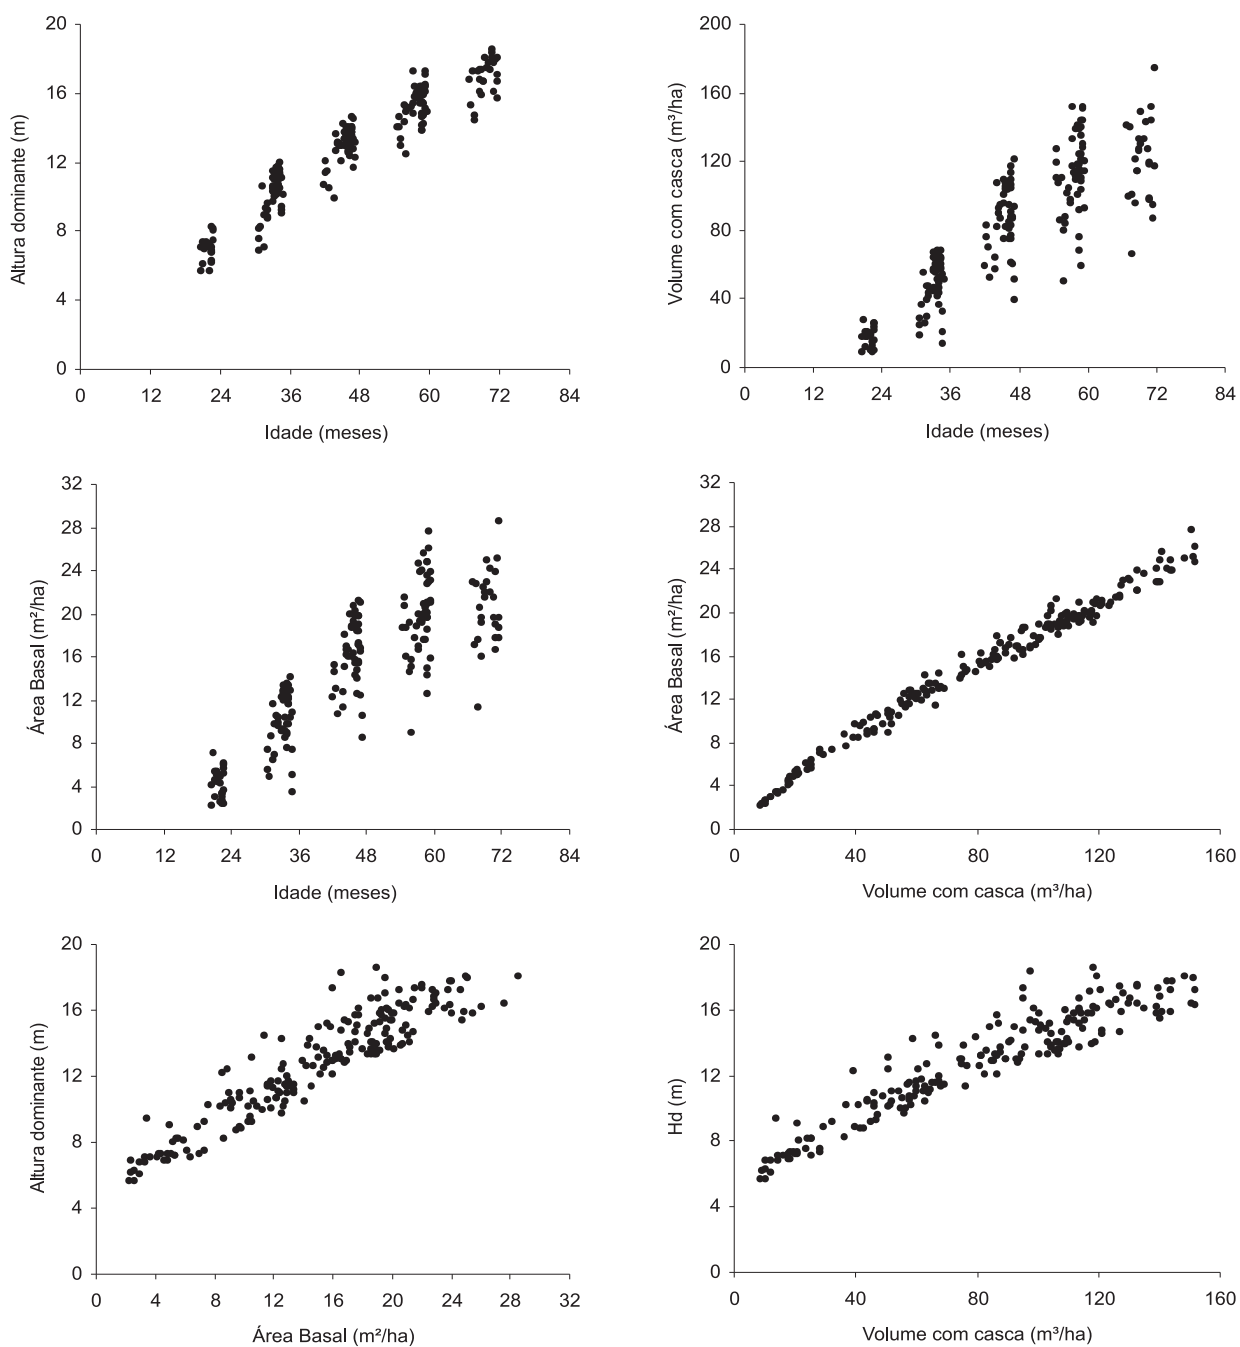 Altura dominante (m)
20
16
12
8
4
0
0 12 24 36 48 60 72 84
Idade (meses)
Volume com casca (m³/ha)
200
160
120
80
40
0
0 12 24 36 48 60 72 84
Idade (meses)
Área Basal (m²/ha)
32
28
24
20
16
12
8
4
0
0 12 24 36 48 60 72 84
Idade (meses)
Área Basal (m²/ha)
32
28
24
20
16
12
8
4
0
0 40 80 120 160
Volume com casca (m³/ha)
Altura dominante (m)
20
16
12
8
4
0
0 4 8 12 16 20 24 28 32
Área Basal (m²/ha)
Hd (m)
20
16
12
8
4
0
0 40 80 120 160
Volume com casca (m³/ha)